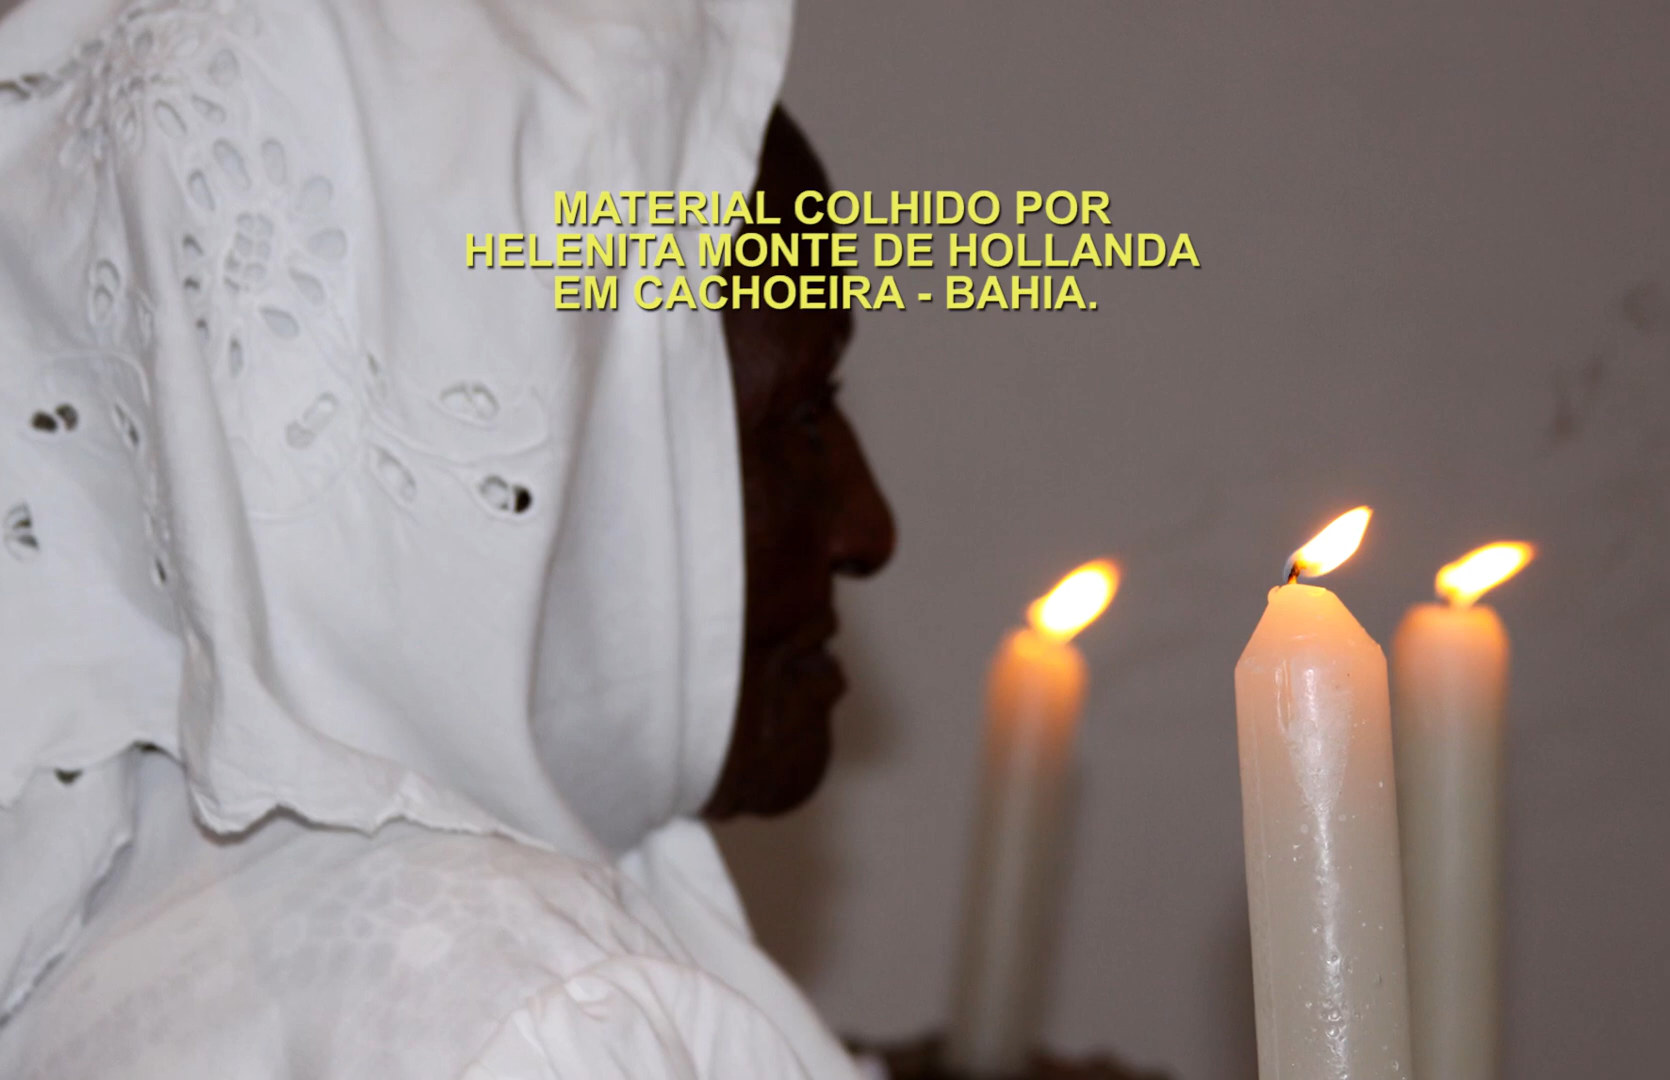 MATERIAL COLHIDO POR
HELENITA MONTE DE HOLLANDA
EM CACHOEIRA - BAHIA.